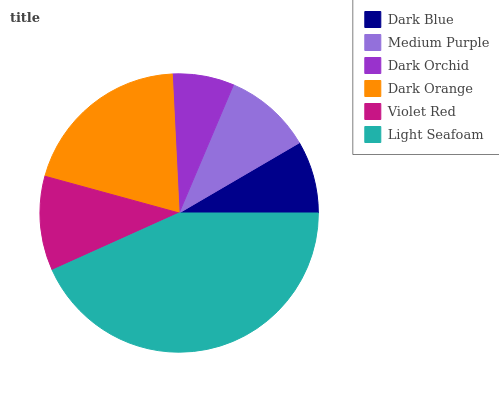 title
Dark Blue
Medium Purple
Dark Orchid
Dark Orange
Violet Red
Light Seafoam